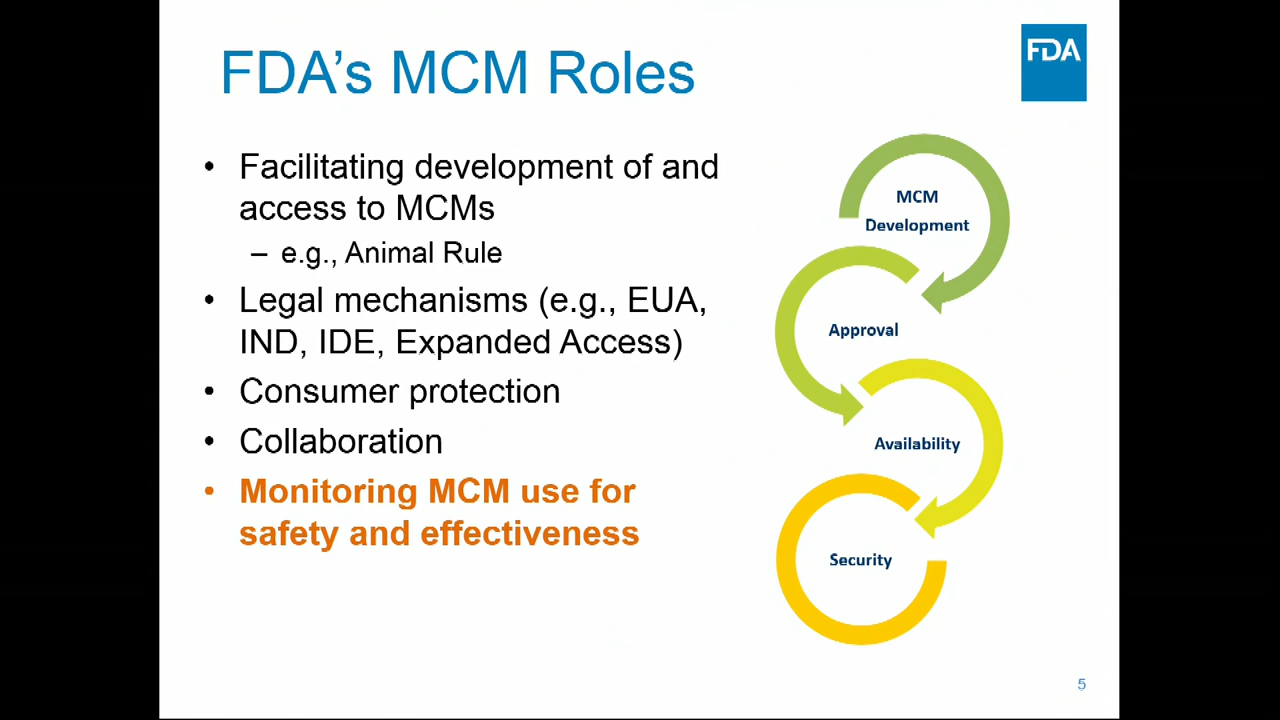 FDA's MCM Roles
FDA
• Facilitating development of and
access to MCMs
– e.g., Animal Rule
• Legal mechanisms (e.g., EUA,
IND, IDE, Expanded Access)
• Consumer protection
• Collaboration
• Monitoring MCM use for
safety and effectiveness
MCM
Development
Approval
Availability
Security
5